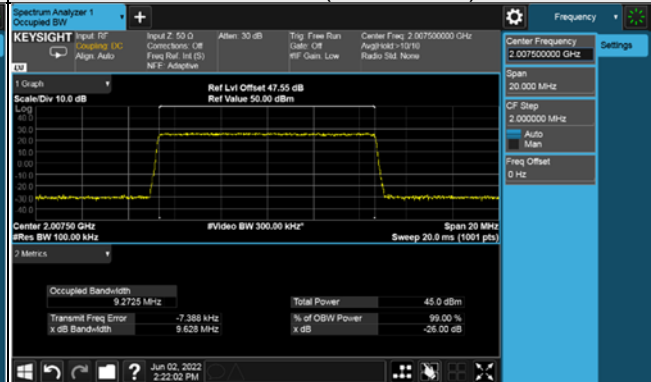 Spectrum Analyzer 1
Occupied BW
+
Frequency
KEYSIGHT
Input: RF
Coupling: DC
Align: Auto
Input Z: 50 Ω
Corrections: Off
Freq Ref: Int (S)
NFE: Adaptive
Atten: 30 dB
Trig: Free Run
Gate: Off
#IF Gain: Low
Center Freq: 2.007500000 GHz
Avg|Hold:>10/10
Radio Std: None
LXI
Center Frequency
2.007500000 GHz
Settings
Span
20.000 MHz
CF Step
2.000000 MHz
Auto
Man
Freq Offset
0 Hz
1 Graph
Scale/Div 10.0 dB
Ref Lvl Offset 47.55 dB
Ref Value 50.00 dBm
Log
40.0
30.0
20.0
10.0
0.00
-10.0
-20.0
-30.0
-40.0
Center 2.00750 GHz
#Res BW 100.00 kHz
#Video BW 300.00 kHz*
Span 20 MHz
Sweep 20.0 ms (1001 pts)
2 Metrics
Occupied Bandwidth
9.2725 MHz
Total Power 45.0 dBm
Transmit Freq Error -7.388 kHz
% of OBW Power 99.00 %
x dB Bandwidth 9.628 MHz
x dB -26.00 dB
?
Jun 02, 2022
2:22:02 PM